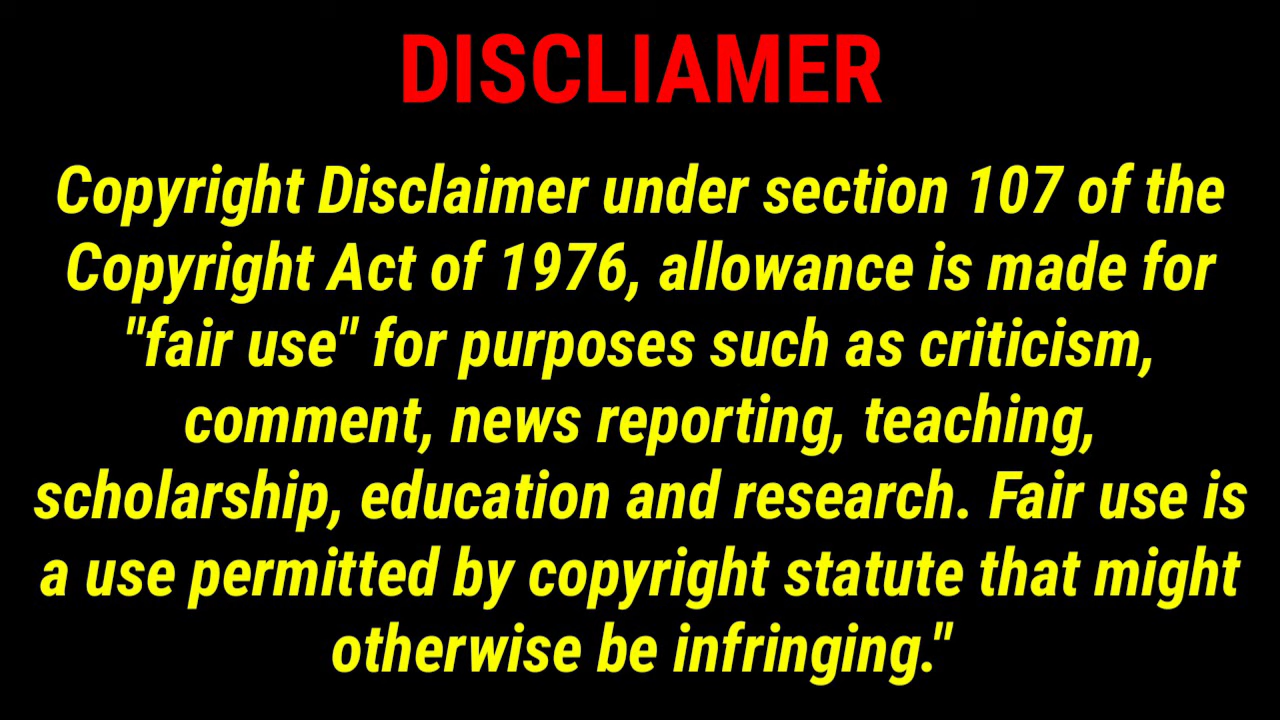 DISCLIAMER
Copyright Disclaimer under section 107 of the
Copyright Act of 1976, allowance is made for
"fair use" for purposes such as criticism,
comment, news reporting, teaching,
scholarship, education and research. Fair use is
a use permitted by copyright statute that might
otherwise be infringing."